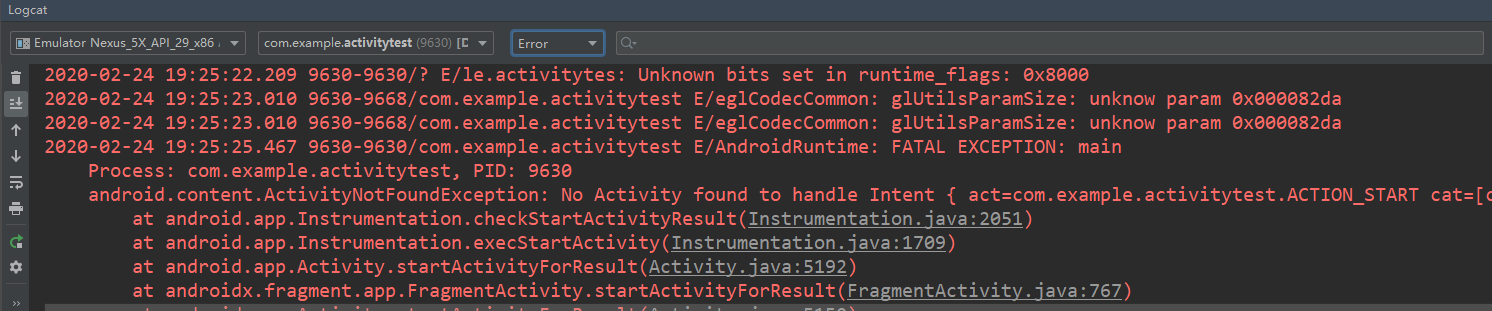 Logcat
Emulator Nexus_5X_API_29_x86 com.example.activitytest (9630) [D Error
2020-02-24 19:25:22.209 9630-9630/? E/le.activitytes: Unknown bits set in runtime_flags: 0x8000
2020-02-24 19:25:23.010 9630-9668/com.example.activitytest E/eglCodecCommon: glUtilsParamSize: unknow param 0x000082da
2020-02-24 19:25:23.010 9630-9668/com.example.activitytest E/eglCodecCommon: glUtilsParamSize: unknow param 0x000082da
2020-02-24 19:25:25.467 9630-9630/com.example.activitytest E/AndroidRuntime: FATAL EXCEPTION: main
Process: com.example.activitytest, PID: 9630
android.content.ActivityNotFoundException: No Activity found to handle Intent { act=com.example.activitytest.ACTION_START cat=[c
at android.app.Instrumentation.checkStartActivityResult(Instrumentation.java:2051)
at android.app.Instrumentation.execStartActivity(Instrumentation.java:1709)
at android.app.Activity.startActivityForResult(Activity.java:5192)
at androidx.fragment.app.FragmentActivity.startActivityForResult(FragmentActivity.java:767)